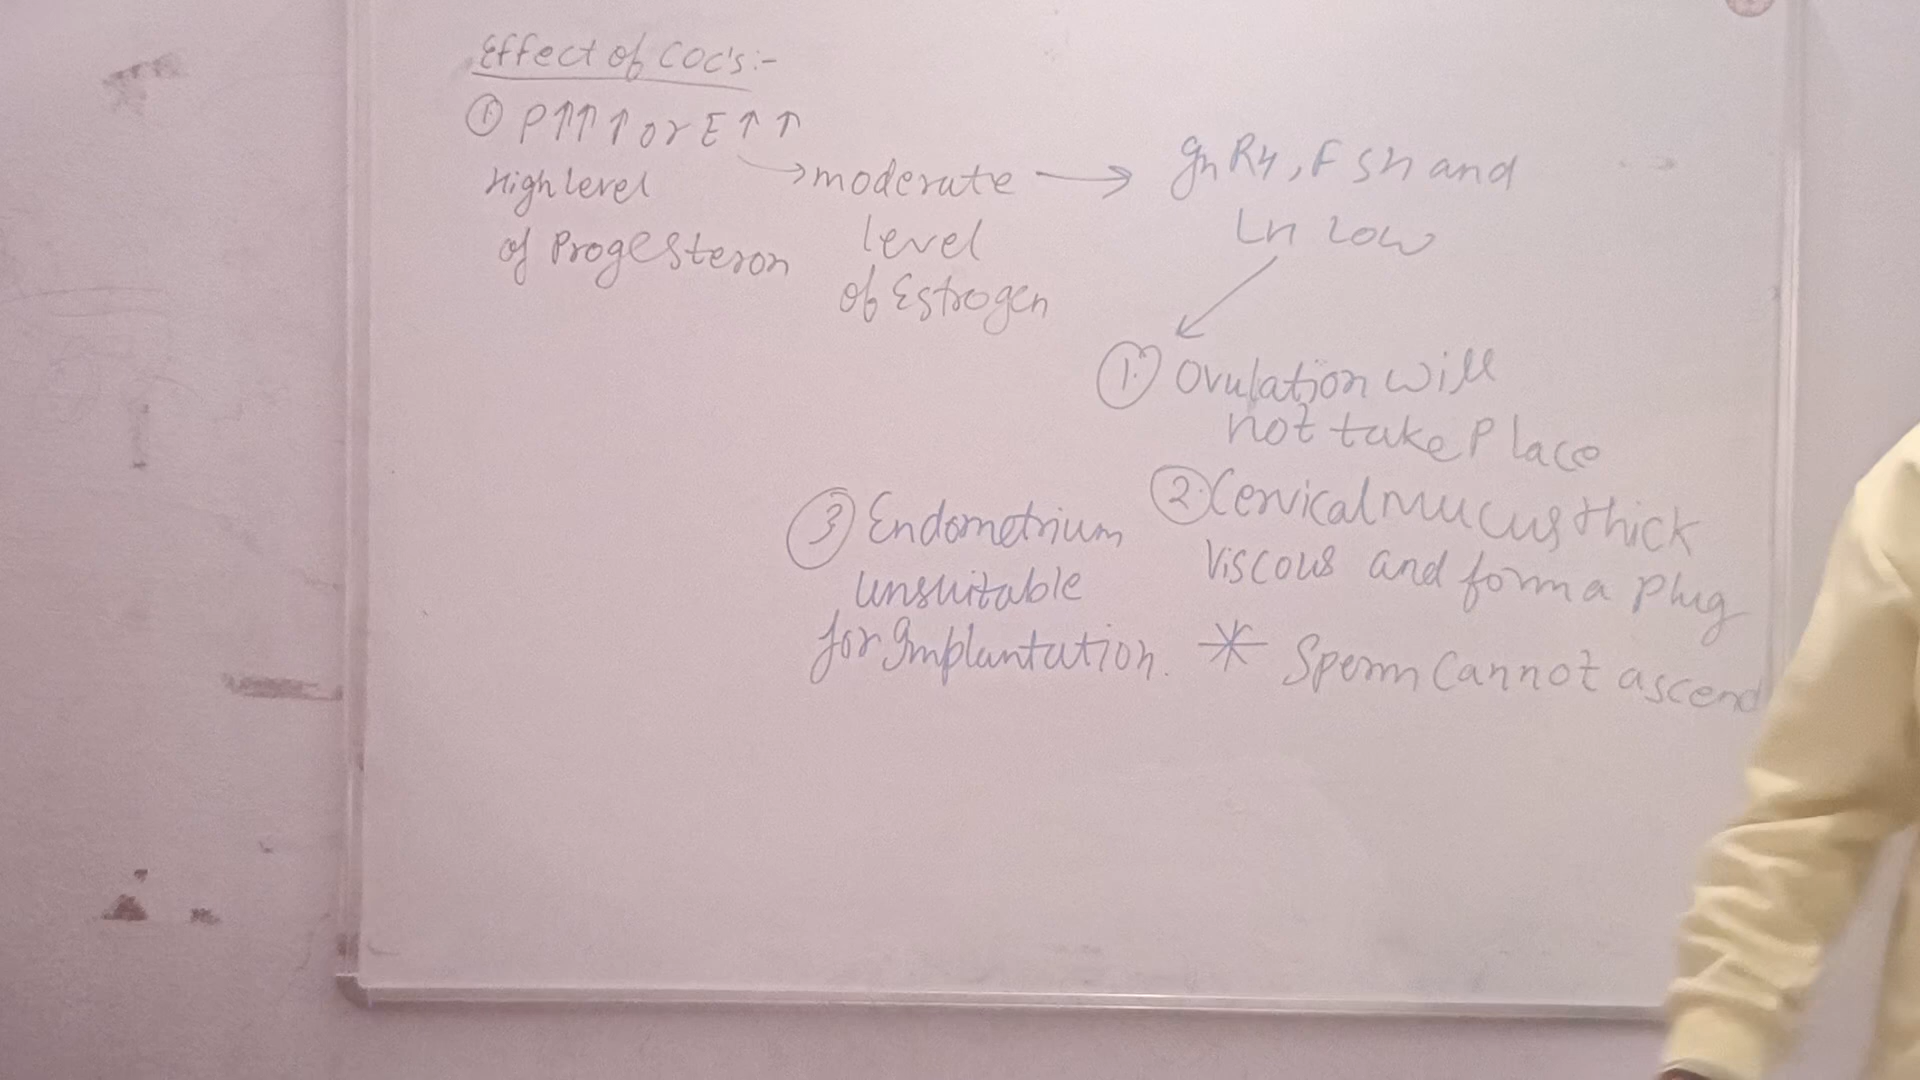 Effect of COC's:-
① P↑↑↑ or E↑↑
High level
of Progesteron
→ moderate
level
of Estrogen
→ gnRH, FSH and
LH Low
① Ovulation will
not take Place
② Cervical mucus thick
Viscous and form a Plug
* Sperm Cannot ascend
③ Endometrium
unsuitable
for Implantation.